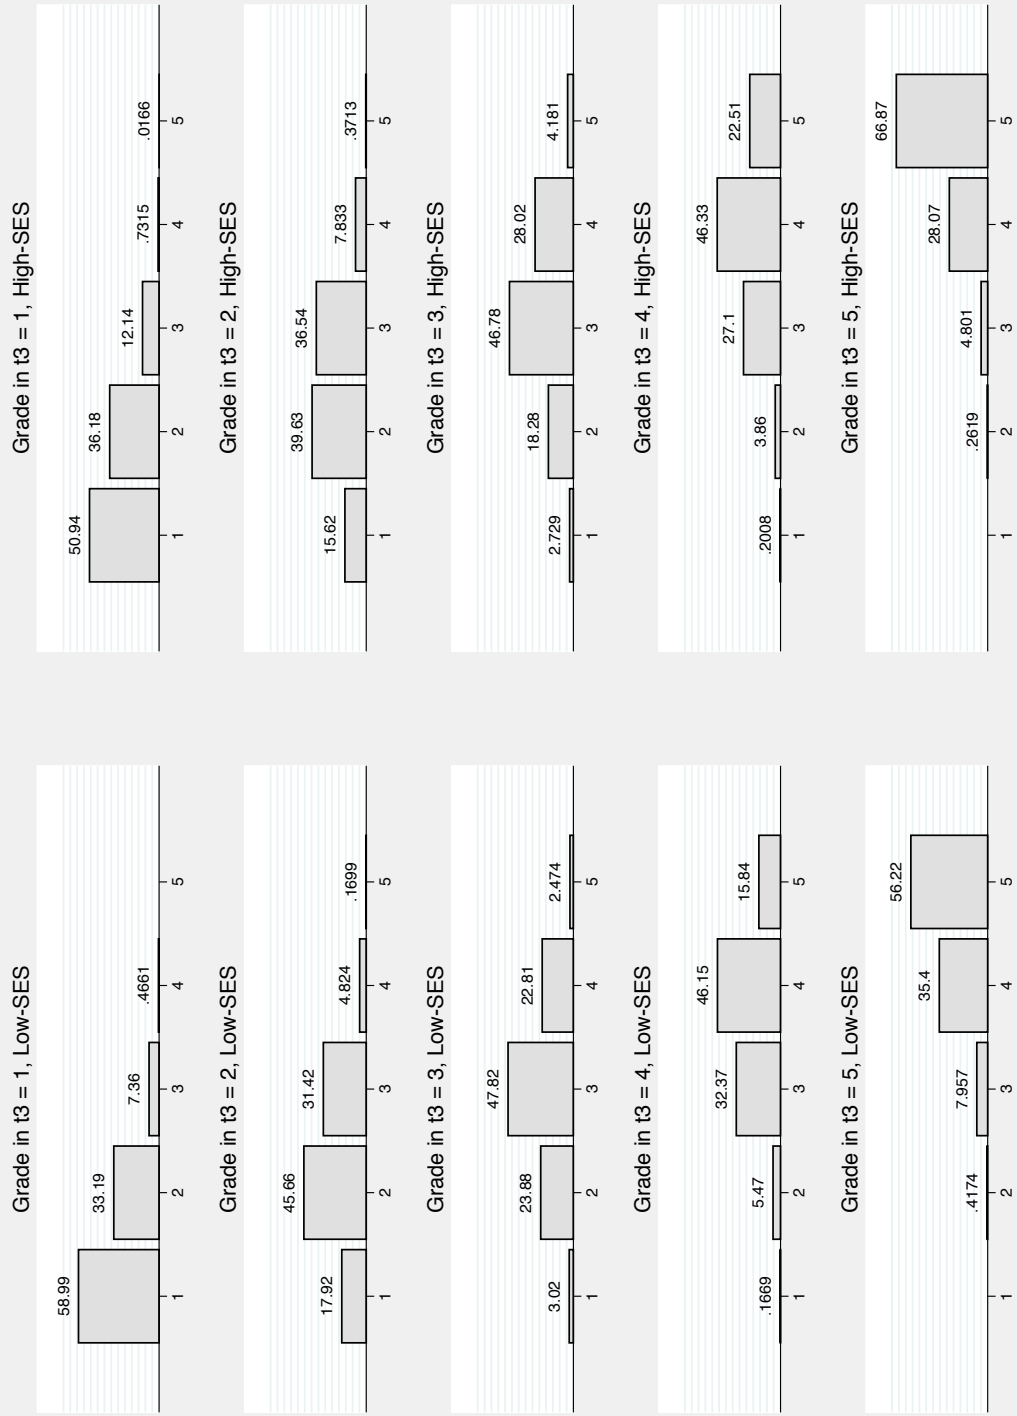 Grade in t3 = 1, Low-SES
58.99
33.19
7.36
.4661
1 2 3 4 5
Grade in t3 = 1, High-SES
50.94
36.18
12.14
.7315
.0166
1 2 3 4 5
Grade in t3 = 2, Low-SES
17.92
45.66
31.42
4.824
.1699
1 2 3 4 5
Grade in t3 = 2, High-SES
15.62
39.63
36.54
7.833
.3713
1 2 3 4 5
Grade in t3 = 3, Low-SES
3.02
23.88
47.82
22.81
2.474
1 2 3 4 5
Grade in t3 = 3, High-SES
2.729
18.28
46.78
28.02
4.181
1 2 3 4 5
Grade in t3 = 4, Low-SES
.1669
5.47
32.37
46.15
15.84
1 2 3 4 5
Grade in t3 = 4, High-SES
.2008
3.86
27.1
46.33
22.51
1 2 3 4 5
Grade in t3 = 5, Low-SES
.4174
7.957
35.4
56.22
1 2 3 4 5
Grade in t3 = 5, High-SES
.2619
4.801
28.07
66.87
1 2 3 4 5